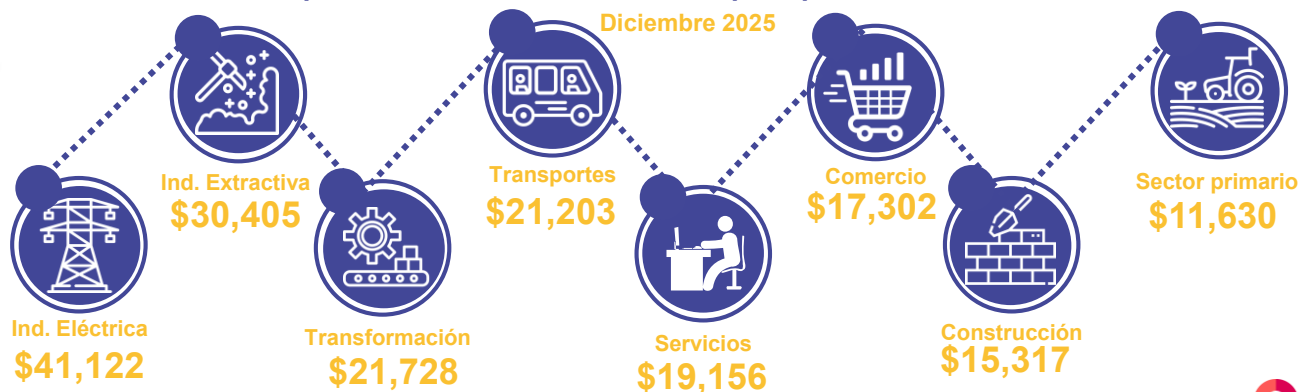 Diciembre 2025
Ind. Eléctrica
$41,122
Ind. Extractiva
$30,405
Transformación
$21,728
Transportes
$21,203
Servicios
$19,156
Comercio
$17,302
Construcción
$15,317
Sector primario
$11,630